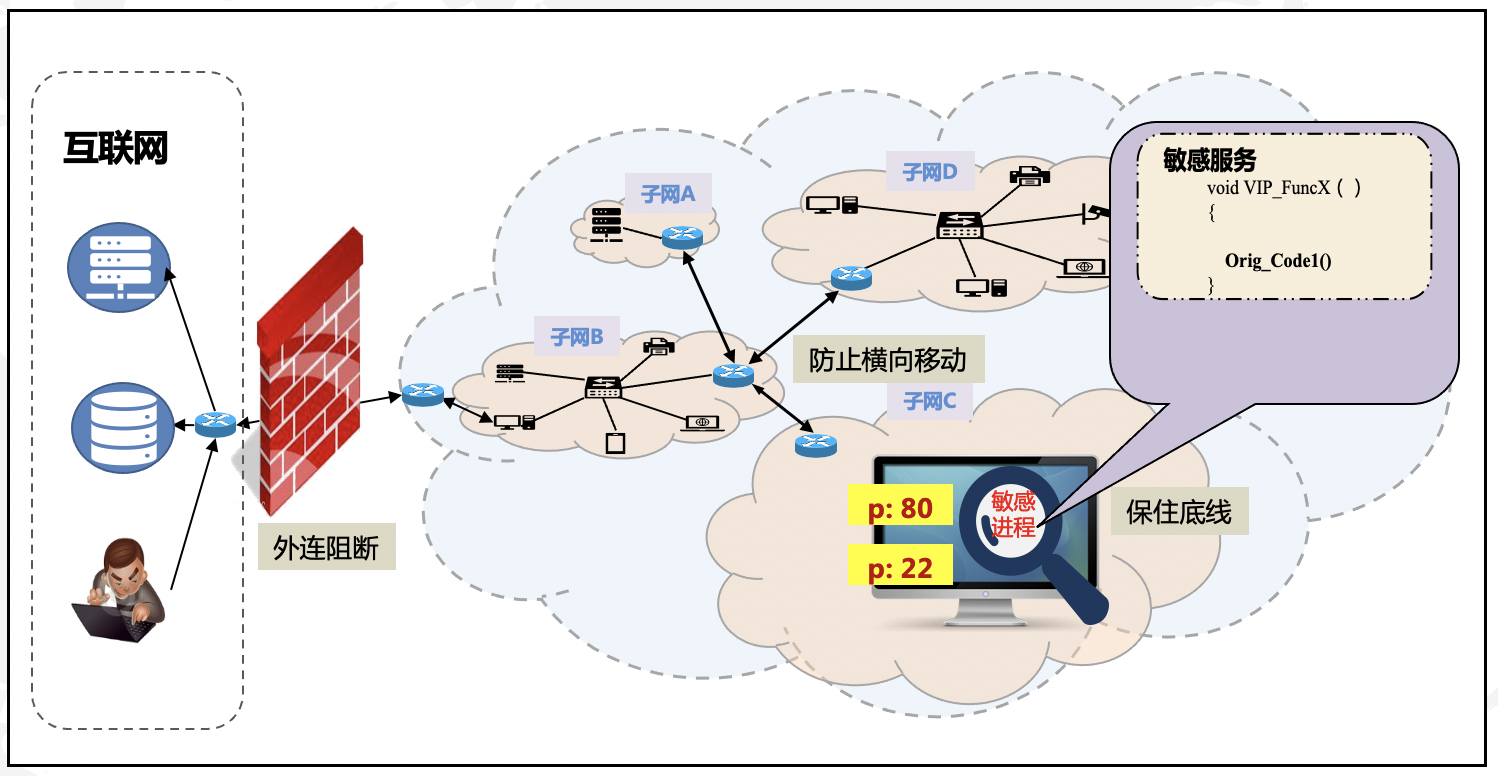 互联网
子网A
子网D
敏感服务
void VIP_FuncX ( )
{
Orig_Code1()
}
子网B
防止横向移动
子网C
p: 80
敏感
进程
p: 22
保住底线
外连阻断